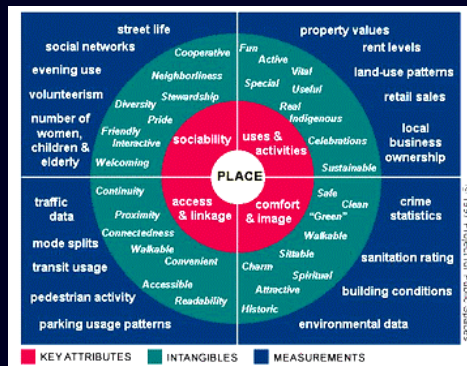 street life
social networks
evening use
volunteerism
number of
women,
children &
elderly
property values
rent levels
land-use patterns
retail sales
local
business
ownership
Cooperative
Neighborliness
Stewardship
Diversity
Pride
Friendly
Interactive
Welcoming
Fun
Active
Vital
Special
Useful
Real
Indigenous
Celebrations
Sustainable
sociability
uses &
activities
PLACE
access
& linkage
comfort
& image
Continuity
Proximity
Connectedness
Walkable
Convenient
Accessible
Readability
Safe
Clean
"Green"
Walkable
Sittable
Spiritual
Charm
Attractive
Historic
traffic
data
mode splits
transit usage
pedestrian activity
parking usage patterns
crime
statistics
sanitation rating
building conditions
environmental data
KEY ATTRIBUTES
INTANGIBLES
MEASUREMENTS